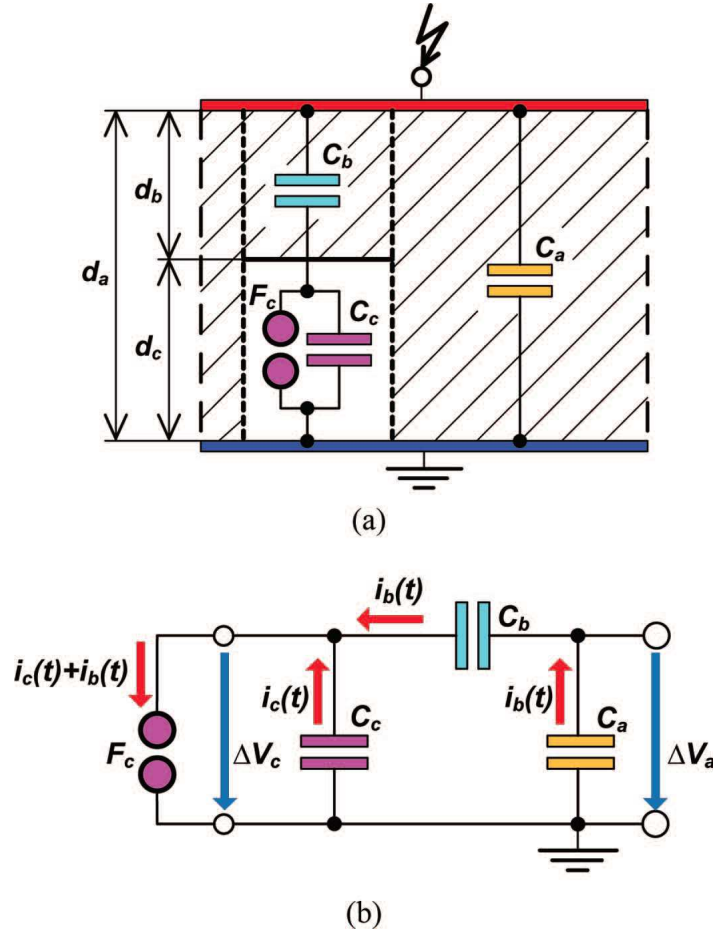 C_b
d_b
d_a
C_a
F_c
C_c
d_c
(a)
i_b(t)
C_b
i_c(t)+i_b(t)
i_c(t)
i_b(t)
C_c
C_a
F_c
ΔV_c
ΔV_a
(b)